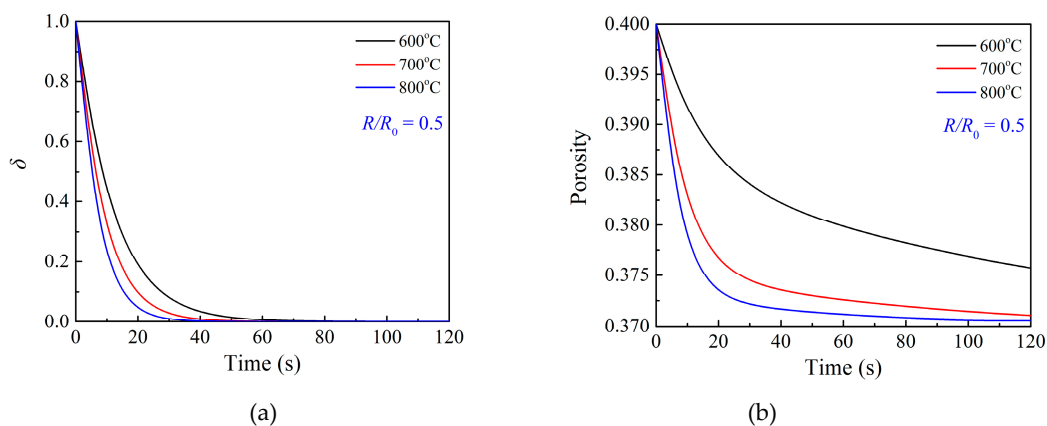 1.0
0.8
0.6
0.4
0.2
0.0
δ
0 20 40 60 80 100 120
Time (s)
600°C
700°C
800°C
R/R₀ = 0.5
(a)
0.400
0.395
0.390
0.385
0.380
0.375
0.370
Porosity
0 20 40 60 80 100 120
Time (s)
600°C
700°C
800°C
R/R₀ = 0.5
(b)